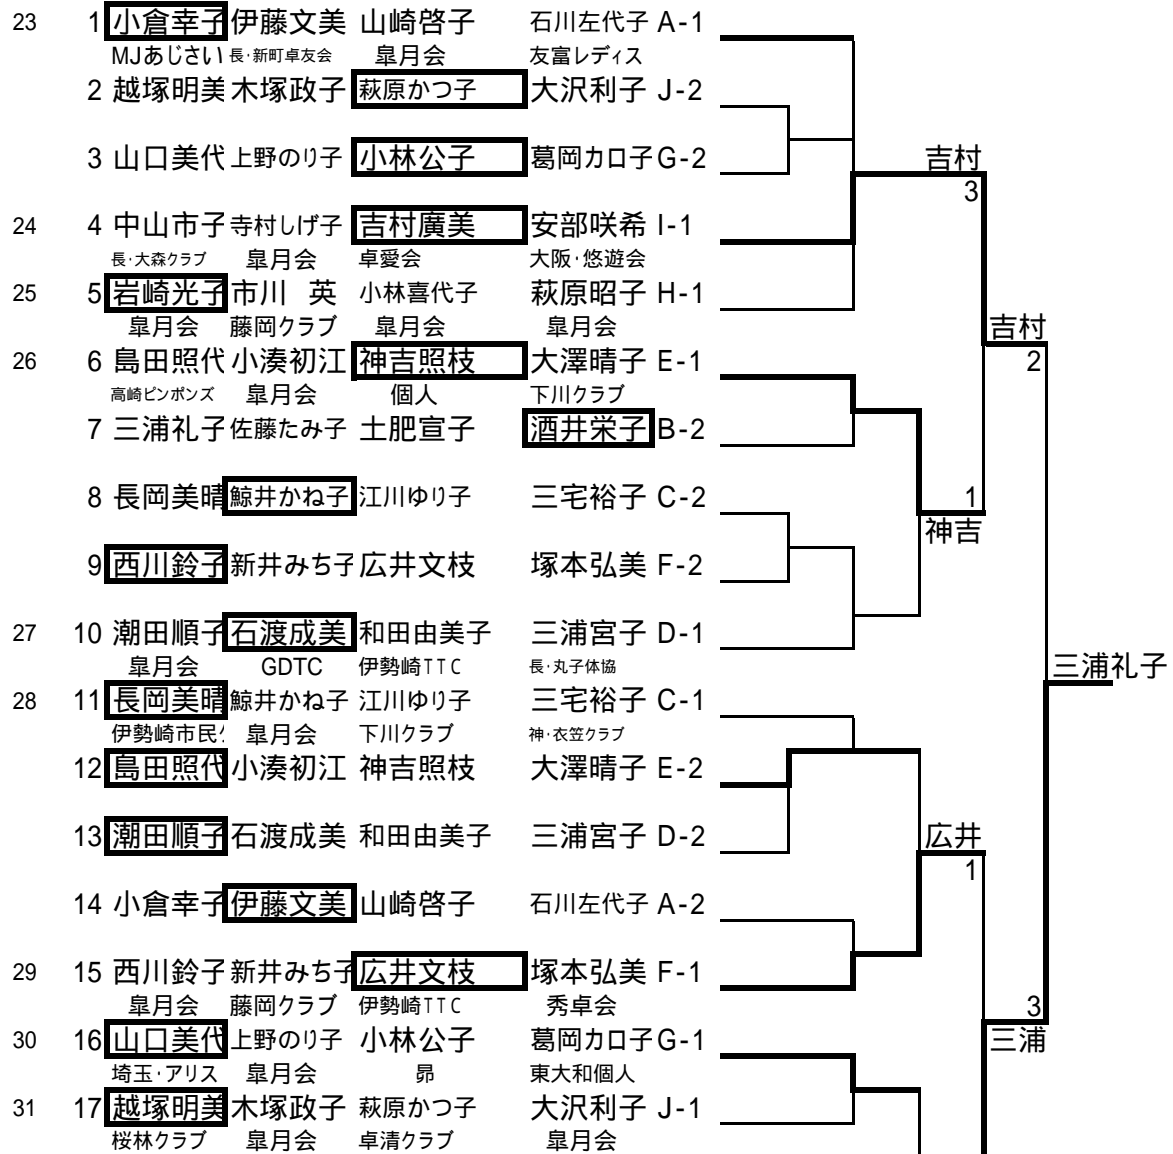 23 1 小倉幸子 伊藤文美 山崎啓子 石川左代子 A-1
MJあじさい 長・新町卓友会 皐月会 友富レディス
2 越塚明美 木塚政子 萩原かつ子 大沢利子 J-2
3 山口美代 上野のり子 小林公子 葛岡カロ子 G-2
吉村
3
24 4 中山市子 寺村しげ子 吉村廣美 安部咲希 I-1
長・大森クラブ 皐月会 卓愛会 大阪・悠遊会
25 5 岩崎光子 市川 英 小林喜代子 萩原昭子 H-1
皐月会 藤岡クラブ 皐月会 皐月会
吉村
2
26 6 島田照代 小湊初江 神吉照枝 大澤晴子 E-1
高崎ピンポンズ 皐月会 個人 下川クラブ
7 三浦礼子 佐藤たみ子 土肥宣子 酒井栄子 B-2
8 長岡美晴 鯨井かね子 江川ゆり子 三宅裕子 C-2
1
神吉
9 西川鈴子 新井みち子 広井文枝 塚本弘美 F-2
27 10 潮田順子 石渡成美 和田由美子 三浦宮子 D-1
皐月会 GDTC 伊勢崎TTC 長・丸子体協
三浦礼子
28 11 長岡美晴 鯨井かね子 江川ゆり子 三宅裕子 C-1
伊勢崎市民 皐月会 下川クラブ 神・衣笠クラブ
12 島田照代 小湊初江 神吉照枝 大澤晴子 E-2
13 潮田順子 石渡成美 和田由美子 三浦宮子 D-2
広井
1
14 小倉幸子 伊藤文美 山崎啓子 石川左代子 A-2
29 15 西川鈴子 新井みち子 広井文枝 塚本弘美 F-1
皐月会 藤岡クラブ 伊勢崎TTC 秀卓会
3
三浦
30 16 山口美代 上野のり子 小林公子 葛岡カロ子 G-1
埼玉・アリス 皐月会 昴 東大和個人
31 17 越塚明美 木塚政子 萩原かつ子 大沢利子 J-1
桜林クラブ 皐月会 卓清クラブ 皐月会